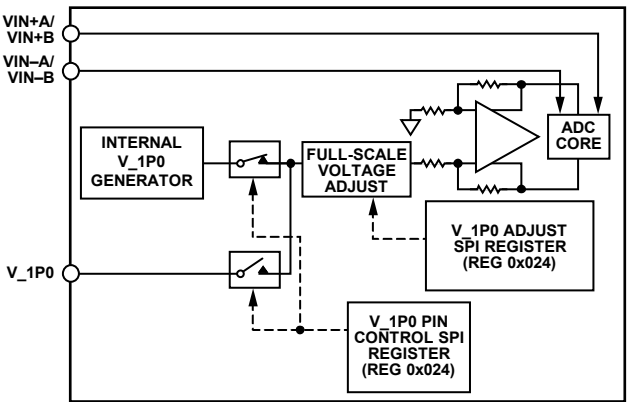 VIN+A/
VIN+B
VIN–A/
VIN–B
INTERNAL
V_1P0
GENERATOR
FULL-SCALE
VOLTAGE
ADJUST
ADC
CORE
V_1P0 ADJUST
SPI REGISTER
(REG 0x024)
V_1P0
V_1P0 PIN
CONTROL SPI
REGISTER
(REG 0x024)